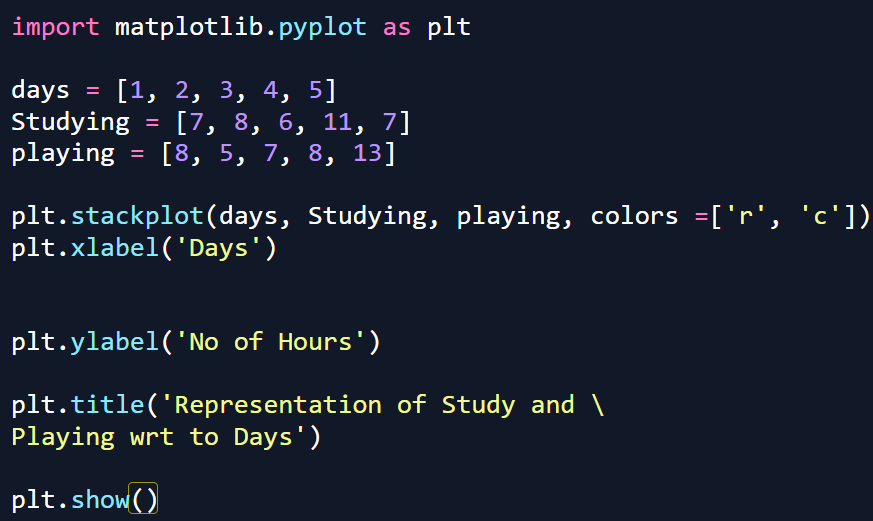 import matplotlib.pyplot as plt
days = [1, 2, 3, 4, 5]
Studying = [7, 8, 6, 11, 7]
playing = [8, 5, 7, 8, 13]
plt.stackplot(days, Studying, playing, colors =['r', 'c'])
plt.xlabel('Days')
plt.ylabel('No of Hours')
plt.title('Representation of Study and \
Playing wrt to Days')
plt.show()